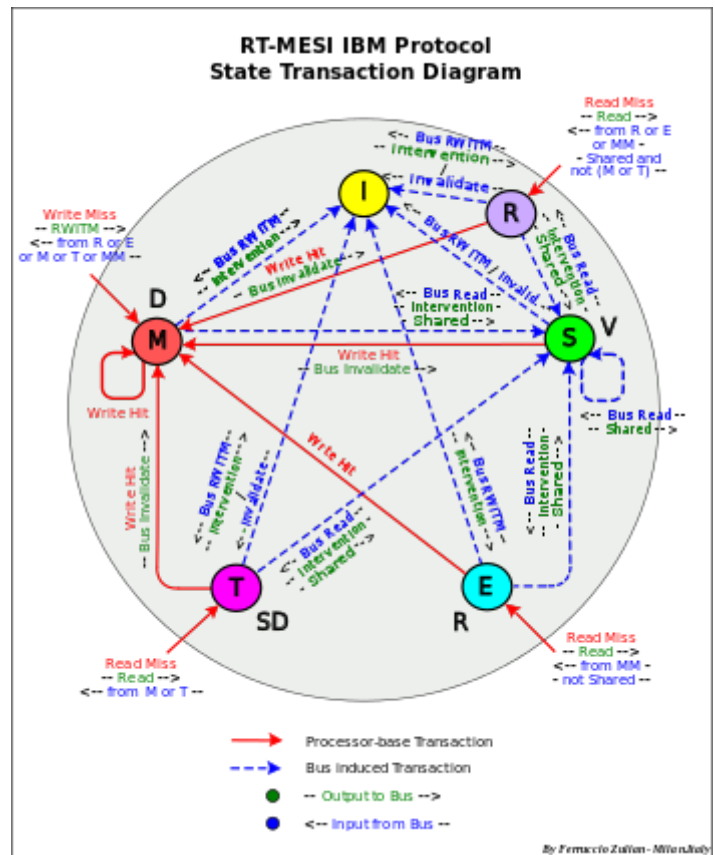 RT-MESI IBM Protocol
State Transaction Diagram
Read Miss
-- Read -->
<-- from R or E
or MM --
- Shared and
not (M or T) --
<-- Bus RWITM --
-- Intervention -->
/
<-- Invalidate --
I
R
Write Miss
-- RWITM -->
<-- from R or E
or M or T or MM --
<-- Bus RWITM --
-- Intervention -->
Write Hit
-- Bus Invalidate -->
<-- Bus RWITM / Invalid. --
<-- Bus Read --
- Intervention -
- Shared -->
D
M
<-- Bus Read --
-- Intervention --
- Shared -->
S
V
Write Hit
-- Bus Invalidate -->
Write Hit
<-- Bus Read --
-- Shared -->
Write Hit
-- Bus Invalidate -->
<-- Bus RWITM --
-- Intervention -->
/
<-- Invalidate --
Write Hit
<-- Bus RWITM --
-- Intervention -->
<-- Bus Read --
-- Intervention --
- Shared -->
<-- Bus Read --
-- Intervention --
- Shared -->
T
SD
E
R
Read Miss
-- Read -->
<-- from M or T --
Read Miss
-- Read -->
<-- from MM -
- not Shared --
Processor-base Transaction
Bus induced Transaction
-- Output to Bus -->
<-- Input from Bus --
By Ferruccio Zulian - Milan.Italy